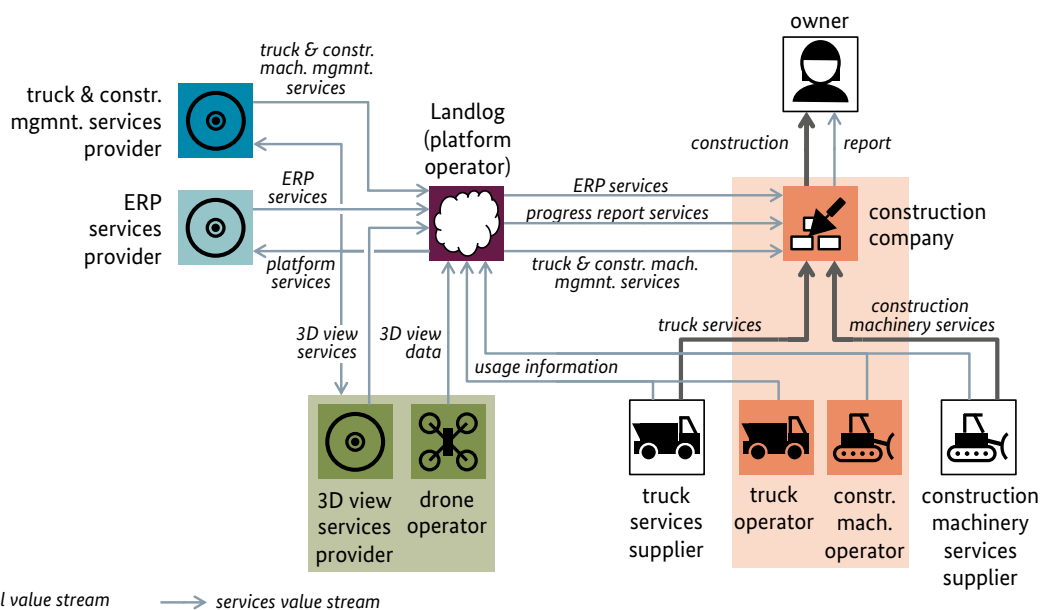 owner
truck & constr.
mach. mgmnt.
services
truck & constr.
mgmnt. services
provider
Landlog
(platform
operator)
construction
report
ERP
services
ERP services
ERP
services
provider
progress report services
construction
company
platform
services
truck & constr. mach.
mgmnt. services
construction
machinery services
truck services
3D view
services
3D view
data
usage information
3D view
services
provider
drone
operator
truck
services
supplier
truck
operator
constr.
mach.
operator
construction
machinery
services
supplier
l value stream
services value stream